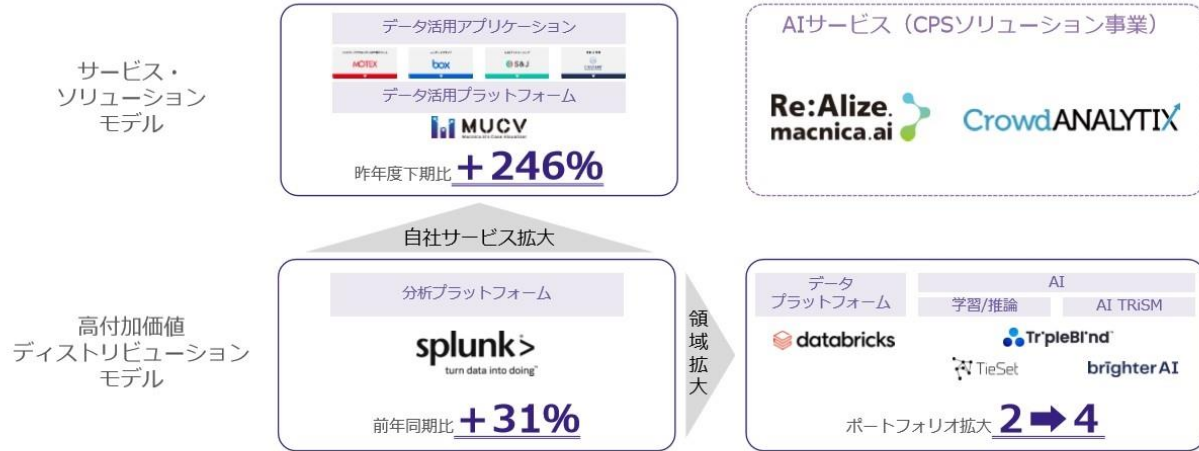 サービス・
ソリューション
モデル
データ活用アプリケーション
MOTEX
box
S&J
データ活用プラットフォーム
MUCV
Macnica
昨年度下期比 +246%
AIサービス（CPSソリューション事業）
Re:Alize.
macnica.ai
CrowdANALYTIX
自社サービス拡大
高付加価値
ディストリビューション
モデル
分析プラットフォーム
splunk>
turn data into doing™
前年同期比 +31%
領域拡大
データ
プラットフォーム
AI
学習/推論
AI TRiSM
databricks
TripleBlind™
TieSet
brighter AI
ポートフォリオ拡大 2➡4